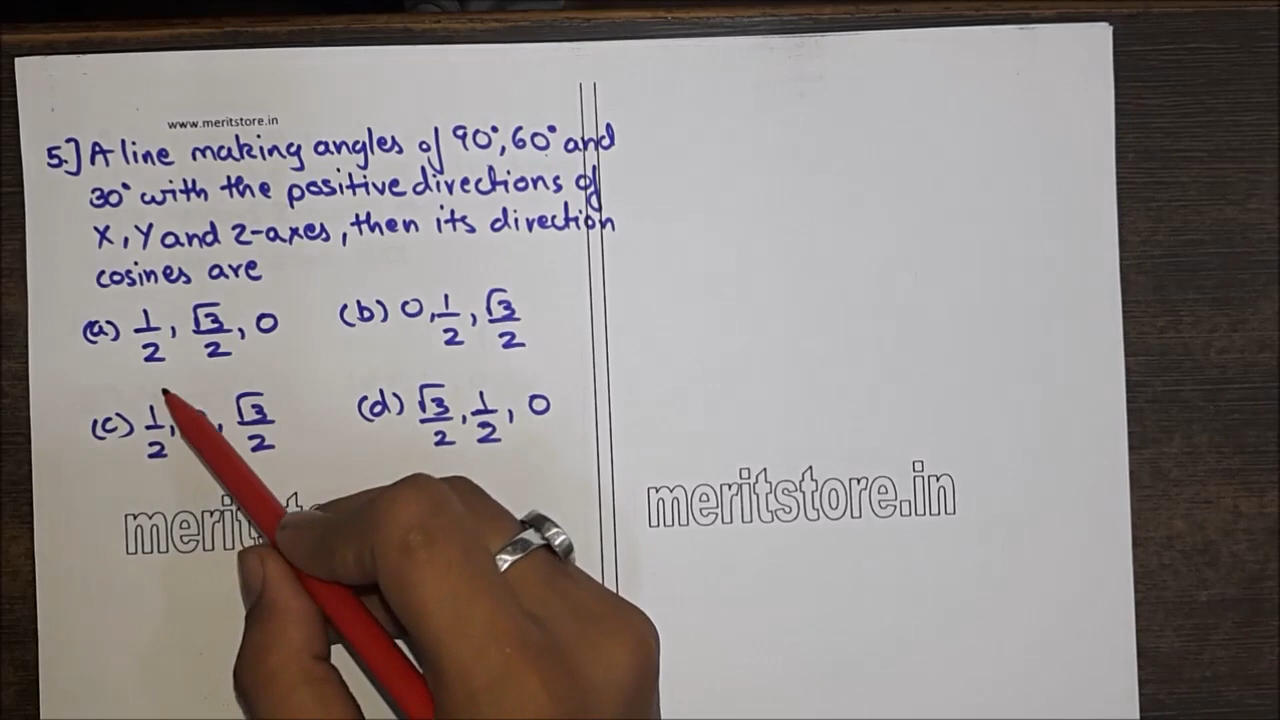 www.meritstore.in
5.] A line making angles of 90°, 60° and
30° with the positive directions of
X, Y and Z-axes, then its direction
cosines are
(a) 1/2, √3/2, 0 (b) 0, 1/2, √3/2
(c) 1/2, , √3/2 (d) √3/2, 1/2, 0
meritstore.in